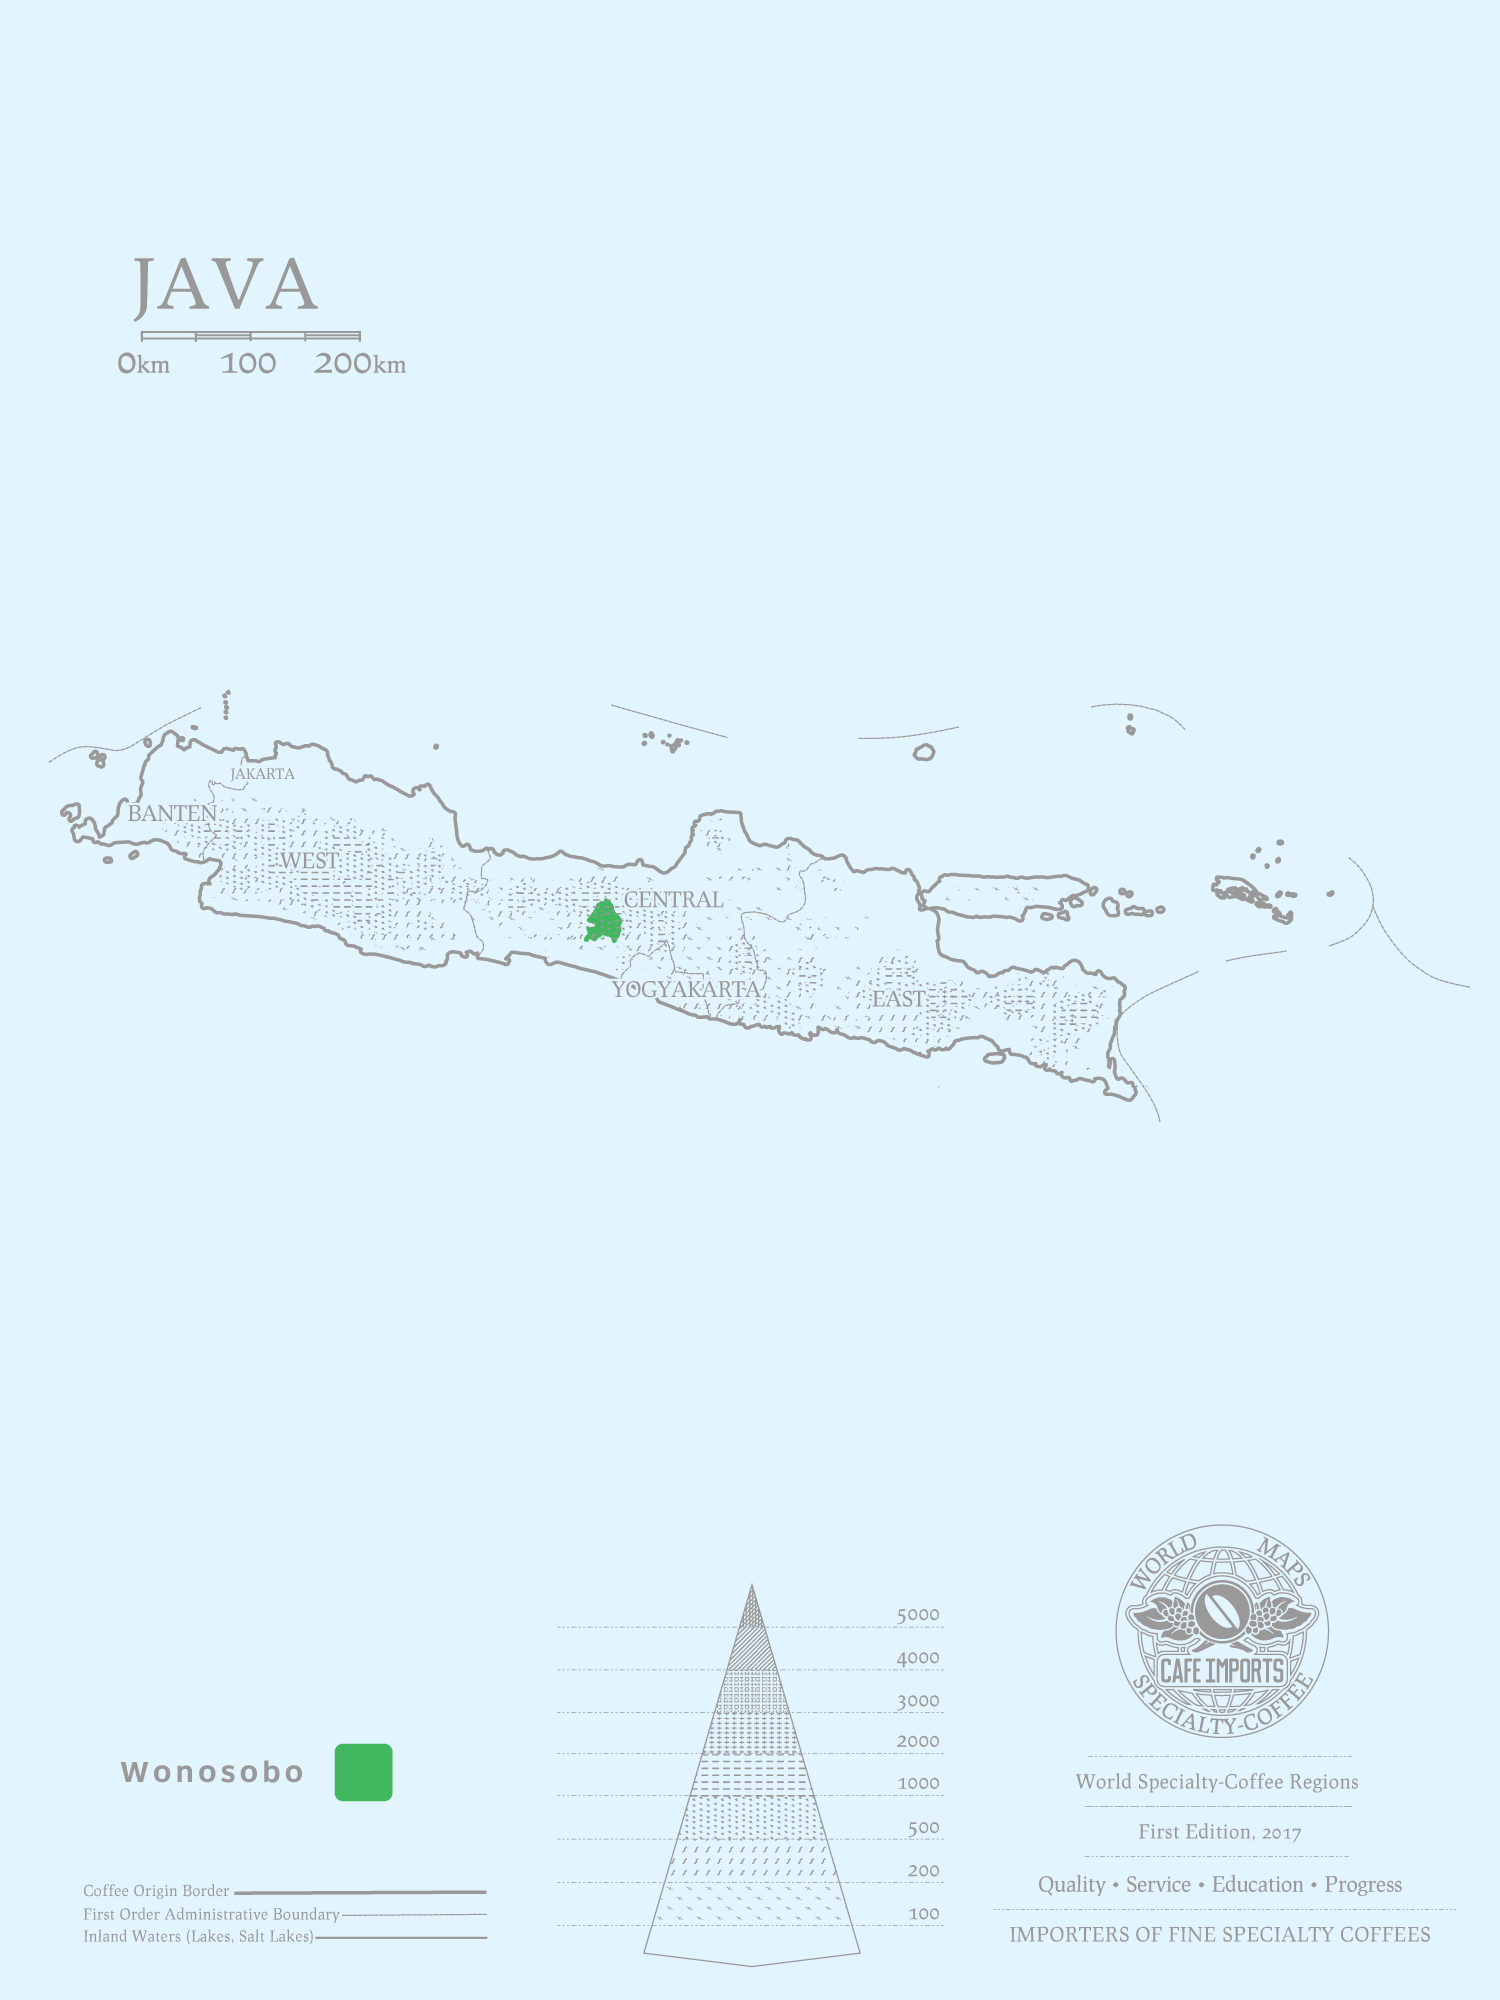 JAVA
0km 100 200km
JAKARTA
BANTEN
WEST
CENTRAL
YOGYAKARTA
EAST
Wonosobo
Coffee Origin Border
First Order Administrative Boundary
Inland Waters (Lakes, Salt Lakes)
5000
4000
3000
2000
1000
500
200
100
WORLD MAPS
CAFE IMPORTS
SPECIALTY-COFFEE
World Specialty-Coffee Regions
First Edition, 2017
Quality • Service • Education • Progress
IMPORTERS OF FINE SPECIALTY COFFEES